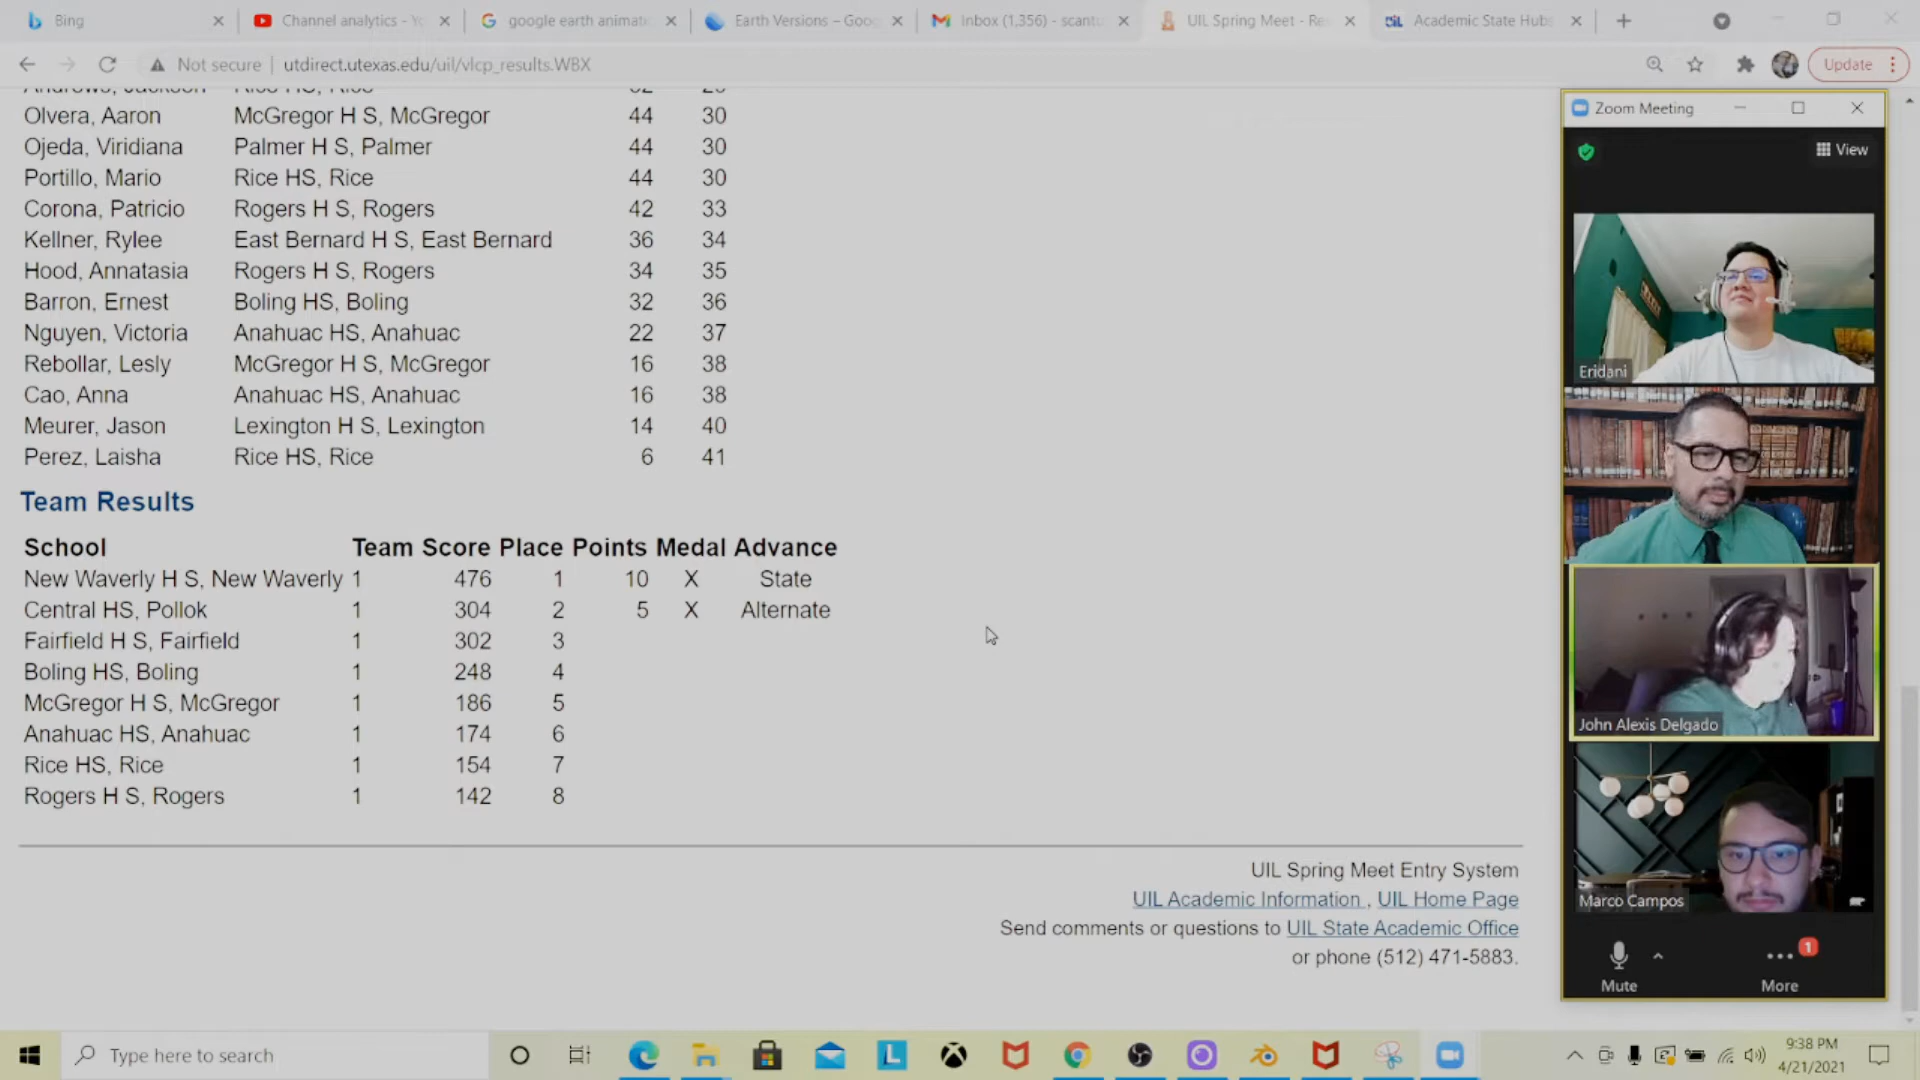 Bing
Channel analytics - Yo
google earth animati
Earth Versions – Goo
Inbox (1,356) - scantu
UIL Spring Meet - Res
Academic State Hubs
Not secure | utdirect.utexas.edu/uil/vlcp_results.WBX
Update
Olvera, Aaron McGregor H S, McGregor 44 30
Ojeda, Viridiana Palmer H S, Palmer 44 30
Portillo, Mario Rice HS, Rice 44 30
Corona, Patricio Rogers H S, Rogers 42 33
Kellner, Rylee East Bernard H S, East Bernard 36 34
Hood, Annatasia Rogers H S, Rogers 34 35
Barron, Ernest Boling HS, Boling 32 36
Nguyen, Victoria Anahuac HS, Anahuac 22 37
Rebollar, Lesly McGregor H S, McGregor 16 38
Cao, Anna Anahuac HS, Anahuac 16 38
Meurer, Jason Lexington H S, Lexington 14 40
Perez, Laisha Rice HS, Rice 6 41
Team Results
School Team Score Place Points Medal Advance
New Waverly H S, New Waverly 1 476 1 10 X State
Central HS, Pollok 1 304 2 5 X Alternate
Fairfield H S, Fairfield 1 302 3
Boling HS, Boling 1 248 4
McGregor H S, McGregor 1 186 5
Anahuac HS, Anahuac 1 174 6
Rice HS, Rice 1 154 7
Rogers H S, Rogers 1 142 8
UIL Spring Meet Entry System
UIL Academic Information , UIL Home Page
Send comments or questions to UIL State Academic Office
or phone (512) 471-5883.
Zoom Meeting
View
Eridani
John Alexis Delgado
Marco Campos
1
Mute More
Type here to search
9:38 PM
4/21/2021